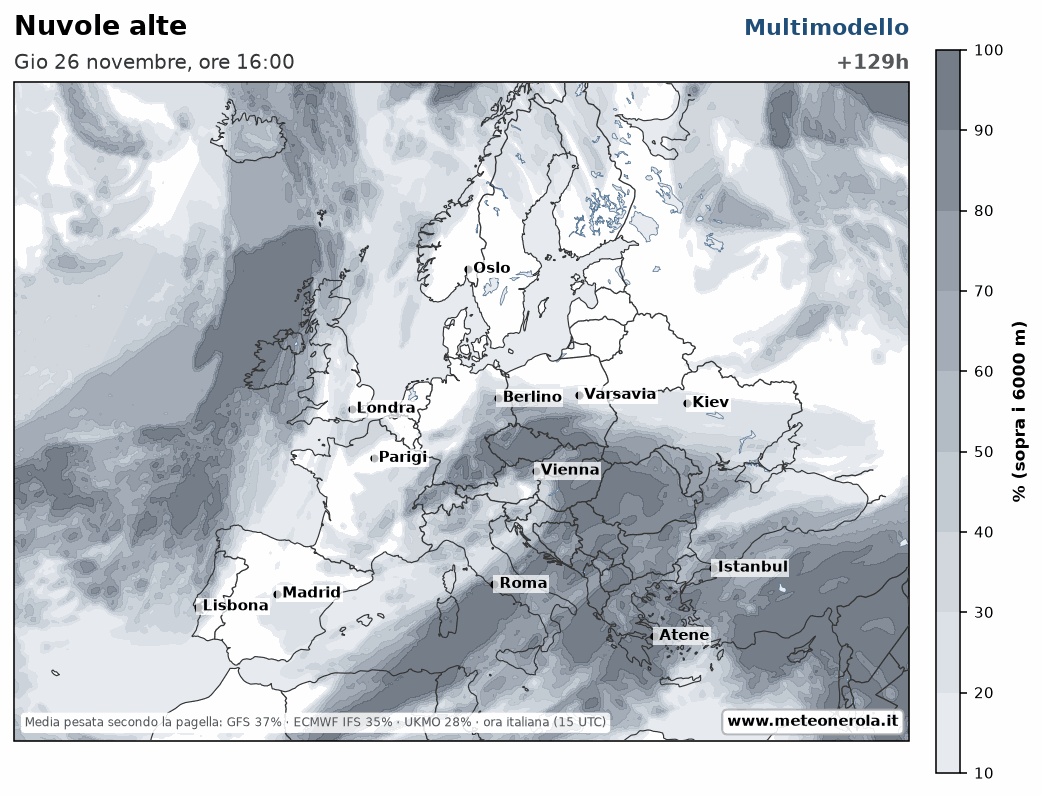 Nuvole alte
Multimodello
Gio 26 novembre, ore 16:00
+129h
100
90
80
70
60
50
40
30
20
10
% (sopra i 6000 m)
Oslo
Berlino
Varsavia
Kiev
Londra
Parigi
Vienna
Istanbul
Roma
Madrid
Lisbona
Atene
Media pesata secondo la pagella: GFS 37% · ECMWF IFS 35% · UKMO 28% · ora italiana (15 UTC)
www.meteonerola.it